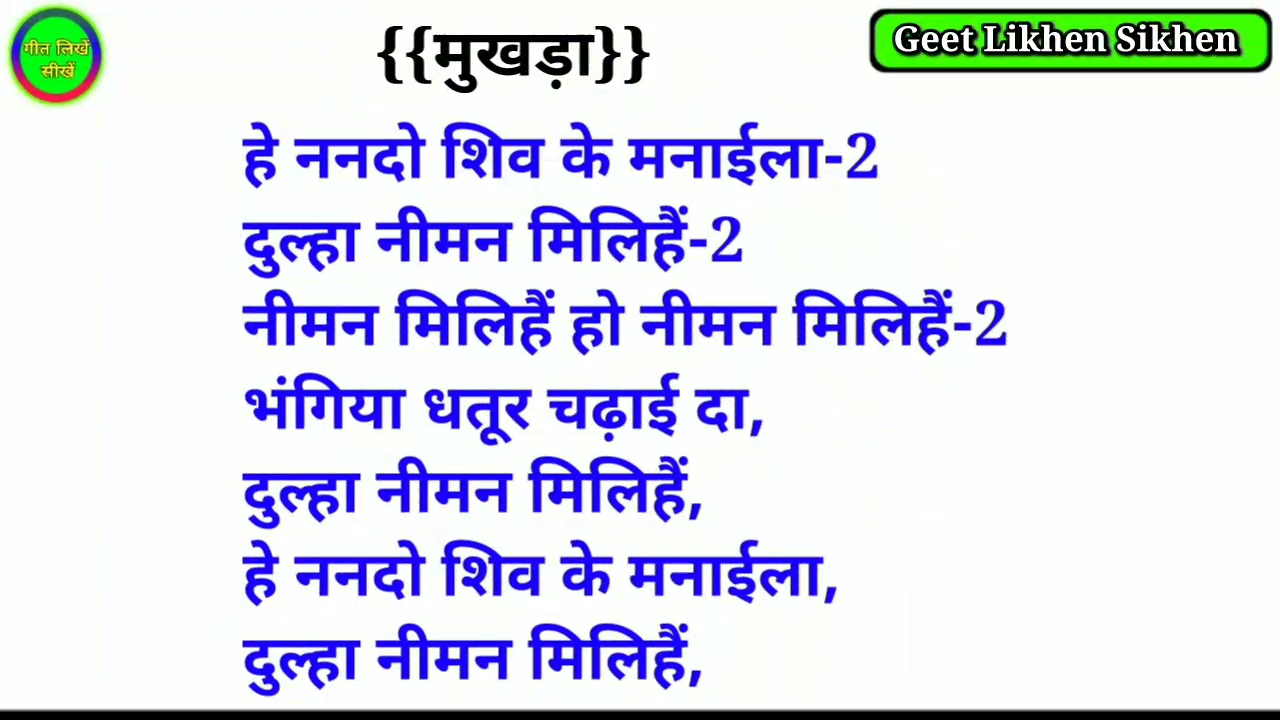 गीत लिखें
सीखें
{{मुखड़ा}}
Geet Likhen Sikhen
हे ननदो शिव के मनाईला-2
दुल्हा नीमन मिलिहैं-2
नीमन मिलिहैं हो नीमन मिलिहैं-2
भंगिया धतूर चढ़ाई दा,
दुल्हा नीमन मिलिहैं,
हे ननदो शिव के मनाईला,
दुल्हा नीमन मिलिहैं,